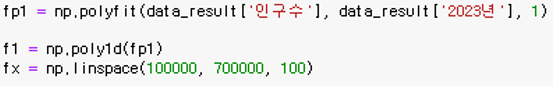 fp1 = np.polyfit(data_result['인구수'], data_result['2023년'], 1)
f1 = np.poly1d(fp1)
fx = np.linspace(100000, 700000, 100)